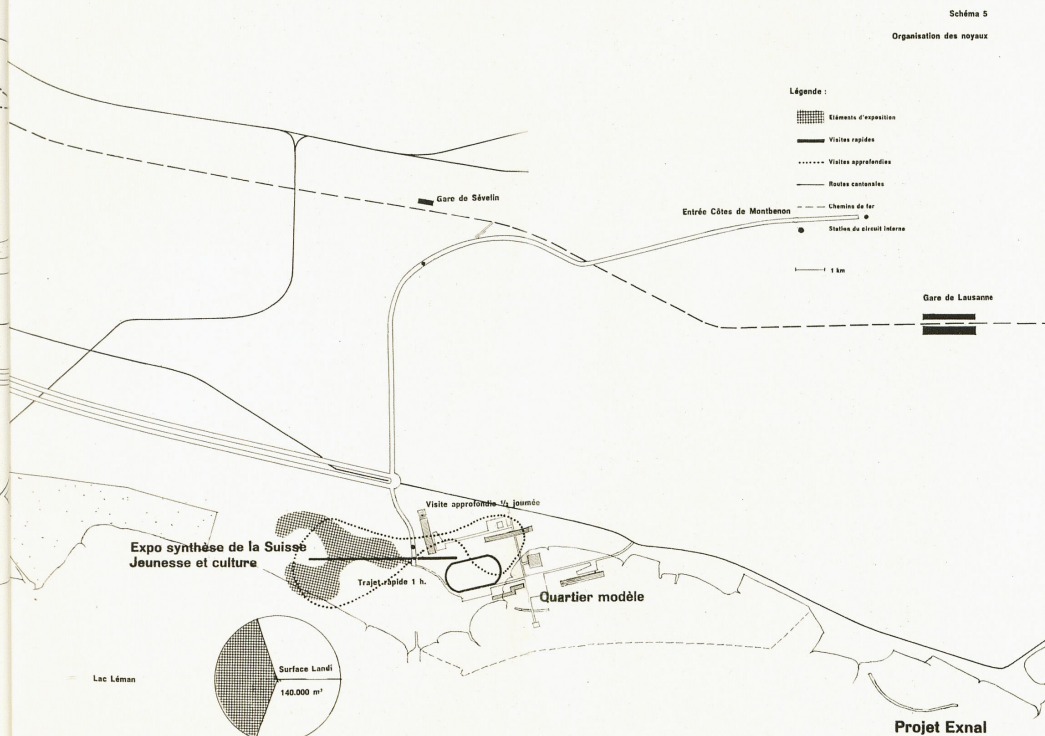 Schéma 5
Organisation des noyaux
Légende :
Eléments d'exposition
Visites rapides
Visites approfondies
Routes cantonales
Chemins de fer
Station du circuit interne
1 km
Gare de Sévelin
Entrée Côtes de Montbenon
Gare de Lausanne
Visite approfondie ½ journée
Expo synthèse de la Suisse
Jeunesse et culture
Trajet rapide 1 h.
Quartier modèle
Surface Landi
140.000 m²
Lac Léman
Projet Exnal